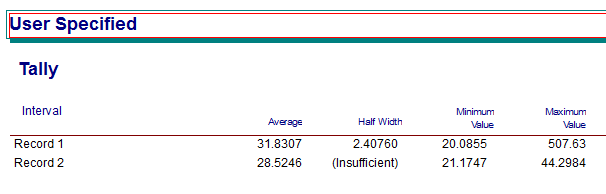 User Specified
Tally
Interval Average Half Width Minimum Value Maximum Value
Record 1 31.8307 2.40760 20.0855 507.63
Record 2 28.5246 (Insufficient) 21.1747 44.2984